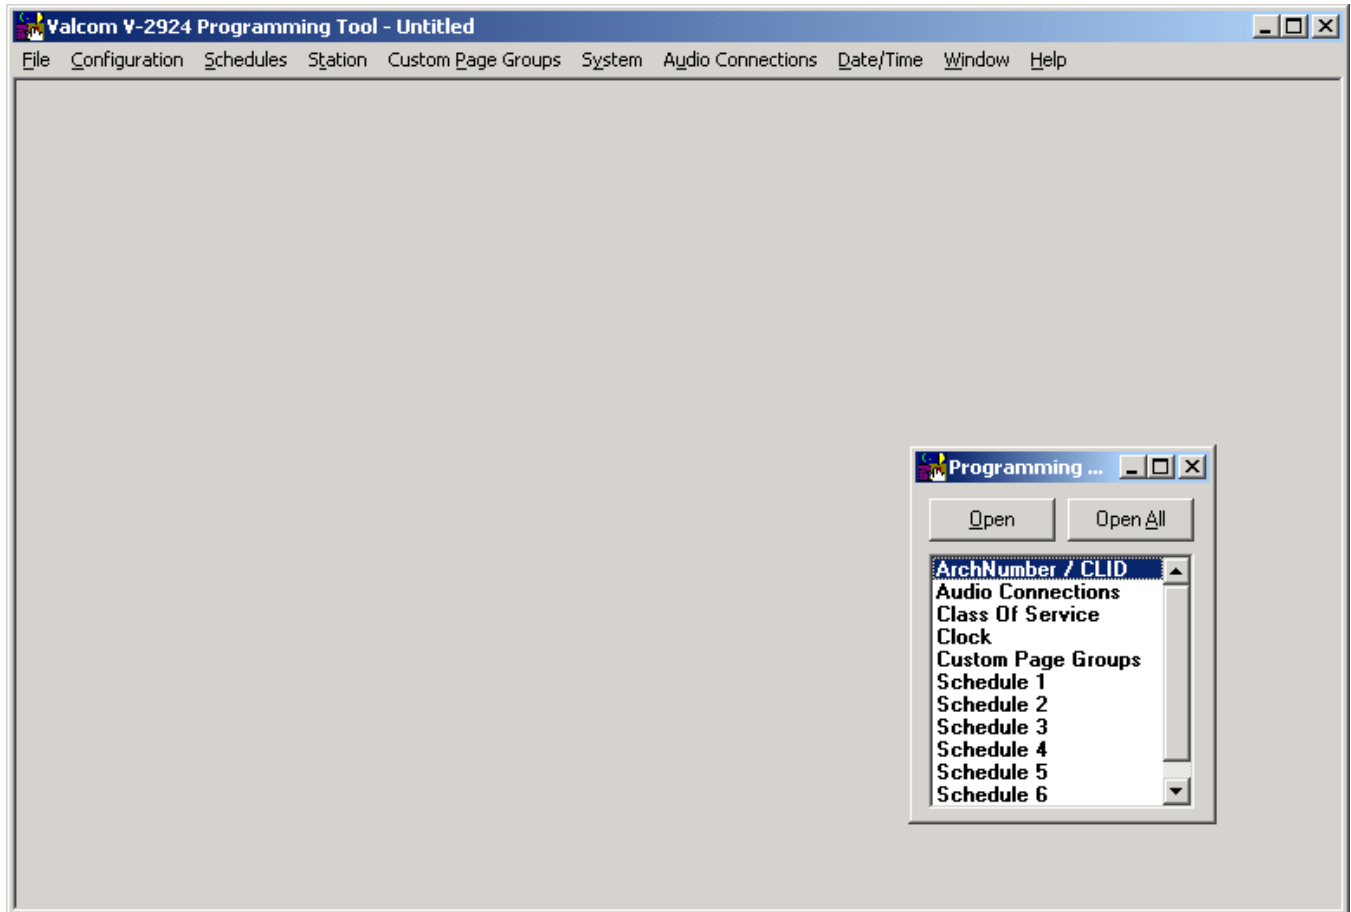 Valcom V-2924 Programming Tool - Untitled
File Configuration Schedules Station Custom Page Groups System Audio Connections Date/Time Window Help
Programming ...
Open Open All
ArchNumber / CLID
Audio Connections
Class Of Service
Clock
Custom Page Groups
Schedule 1
Schedule 2
Schedule 3
Schedule 4
Schedule 5
Schedule 6